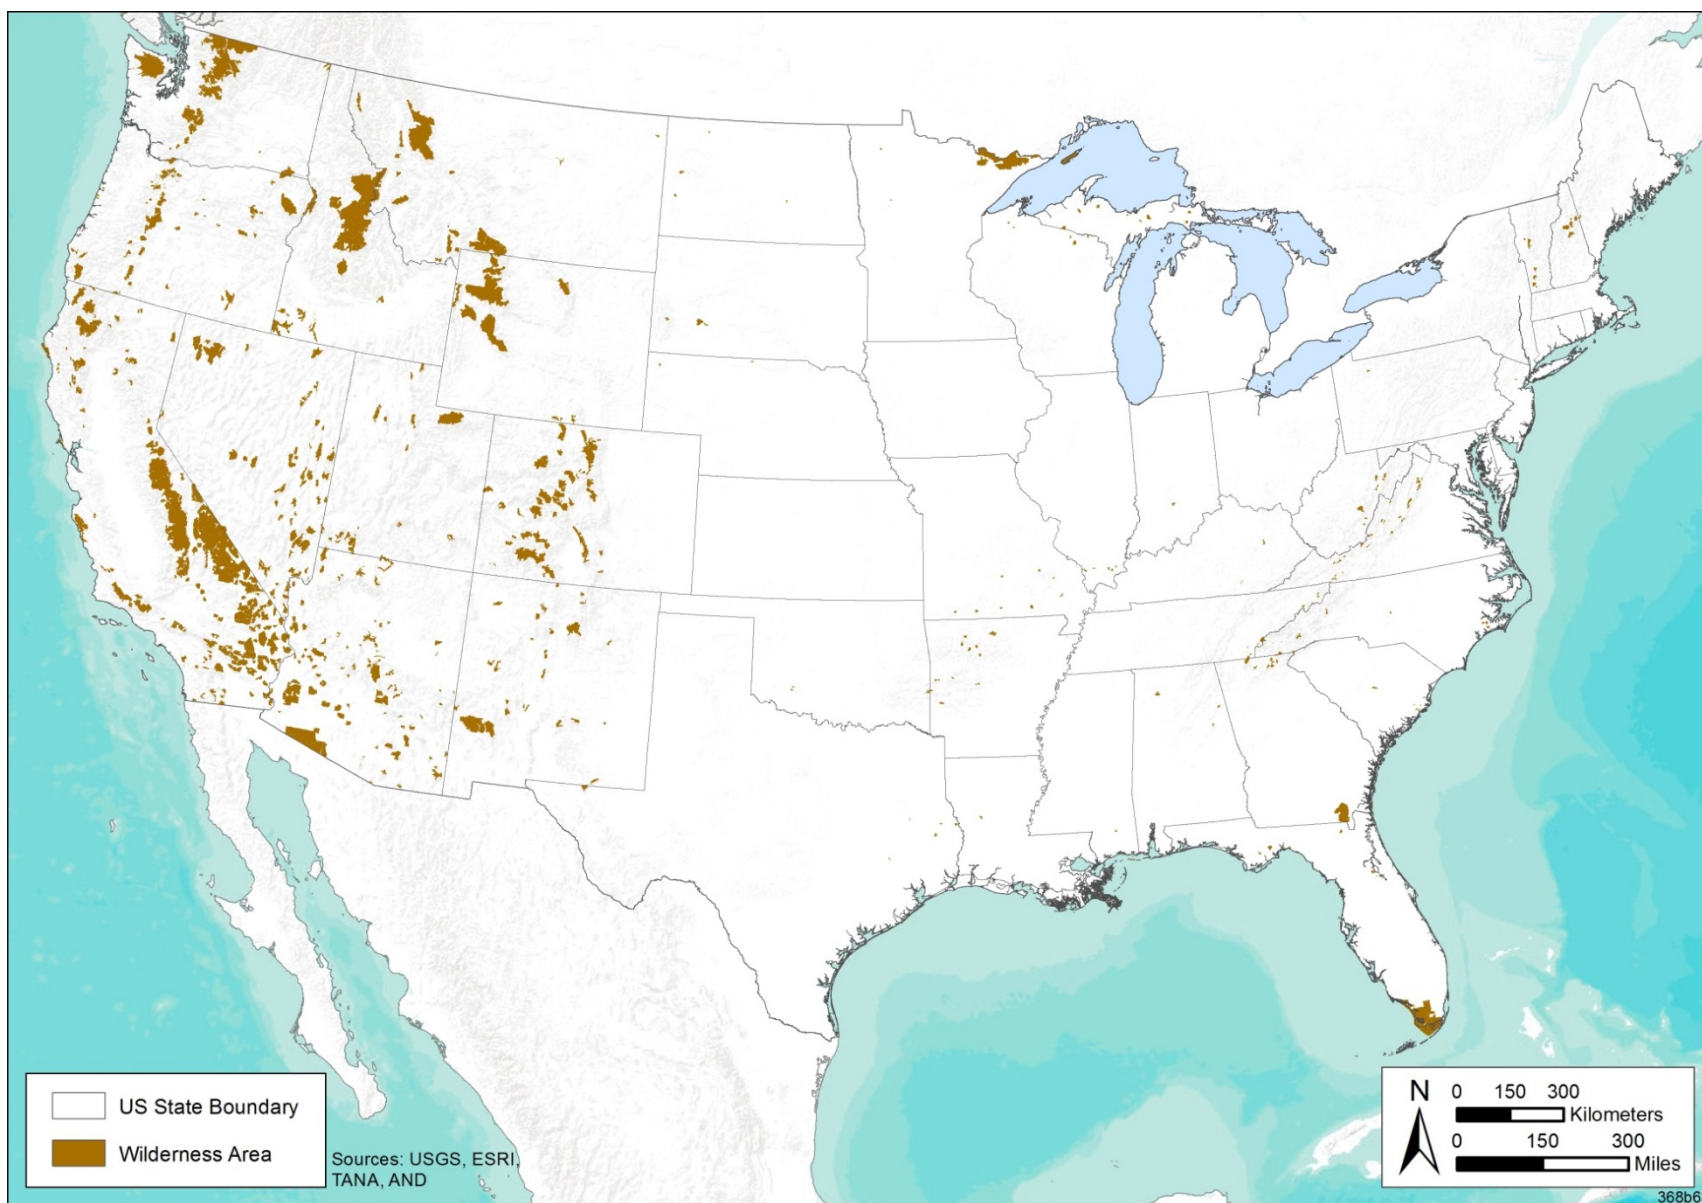 US State Boundary
Wilderness Area
Sources: USGS, ESRI,
TANA, AND
N
0 150 300
Kilometers
0 150 300
Miles
368b6